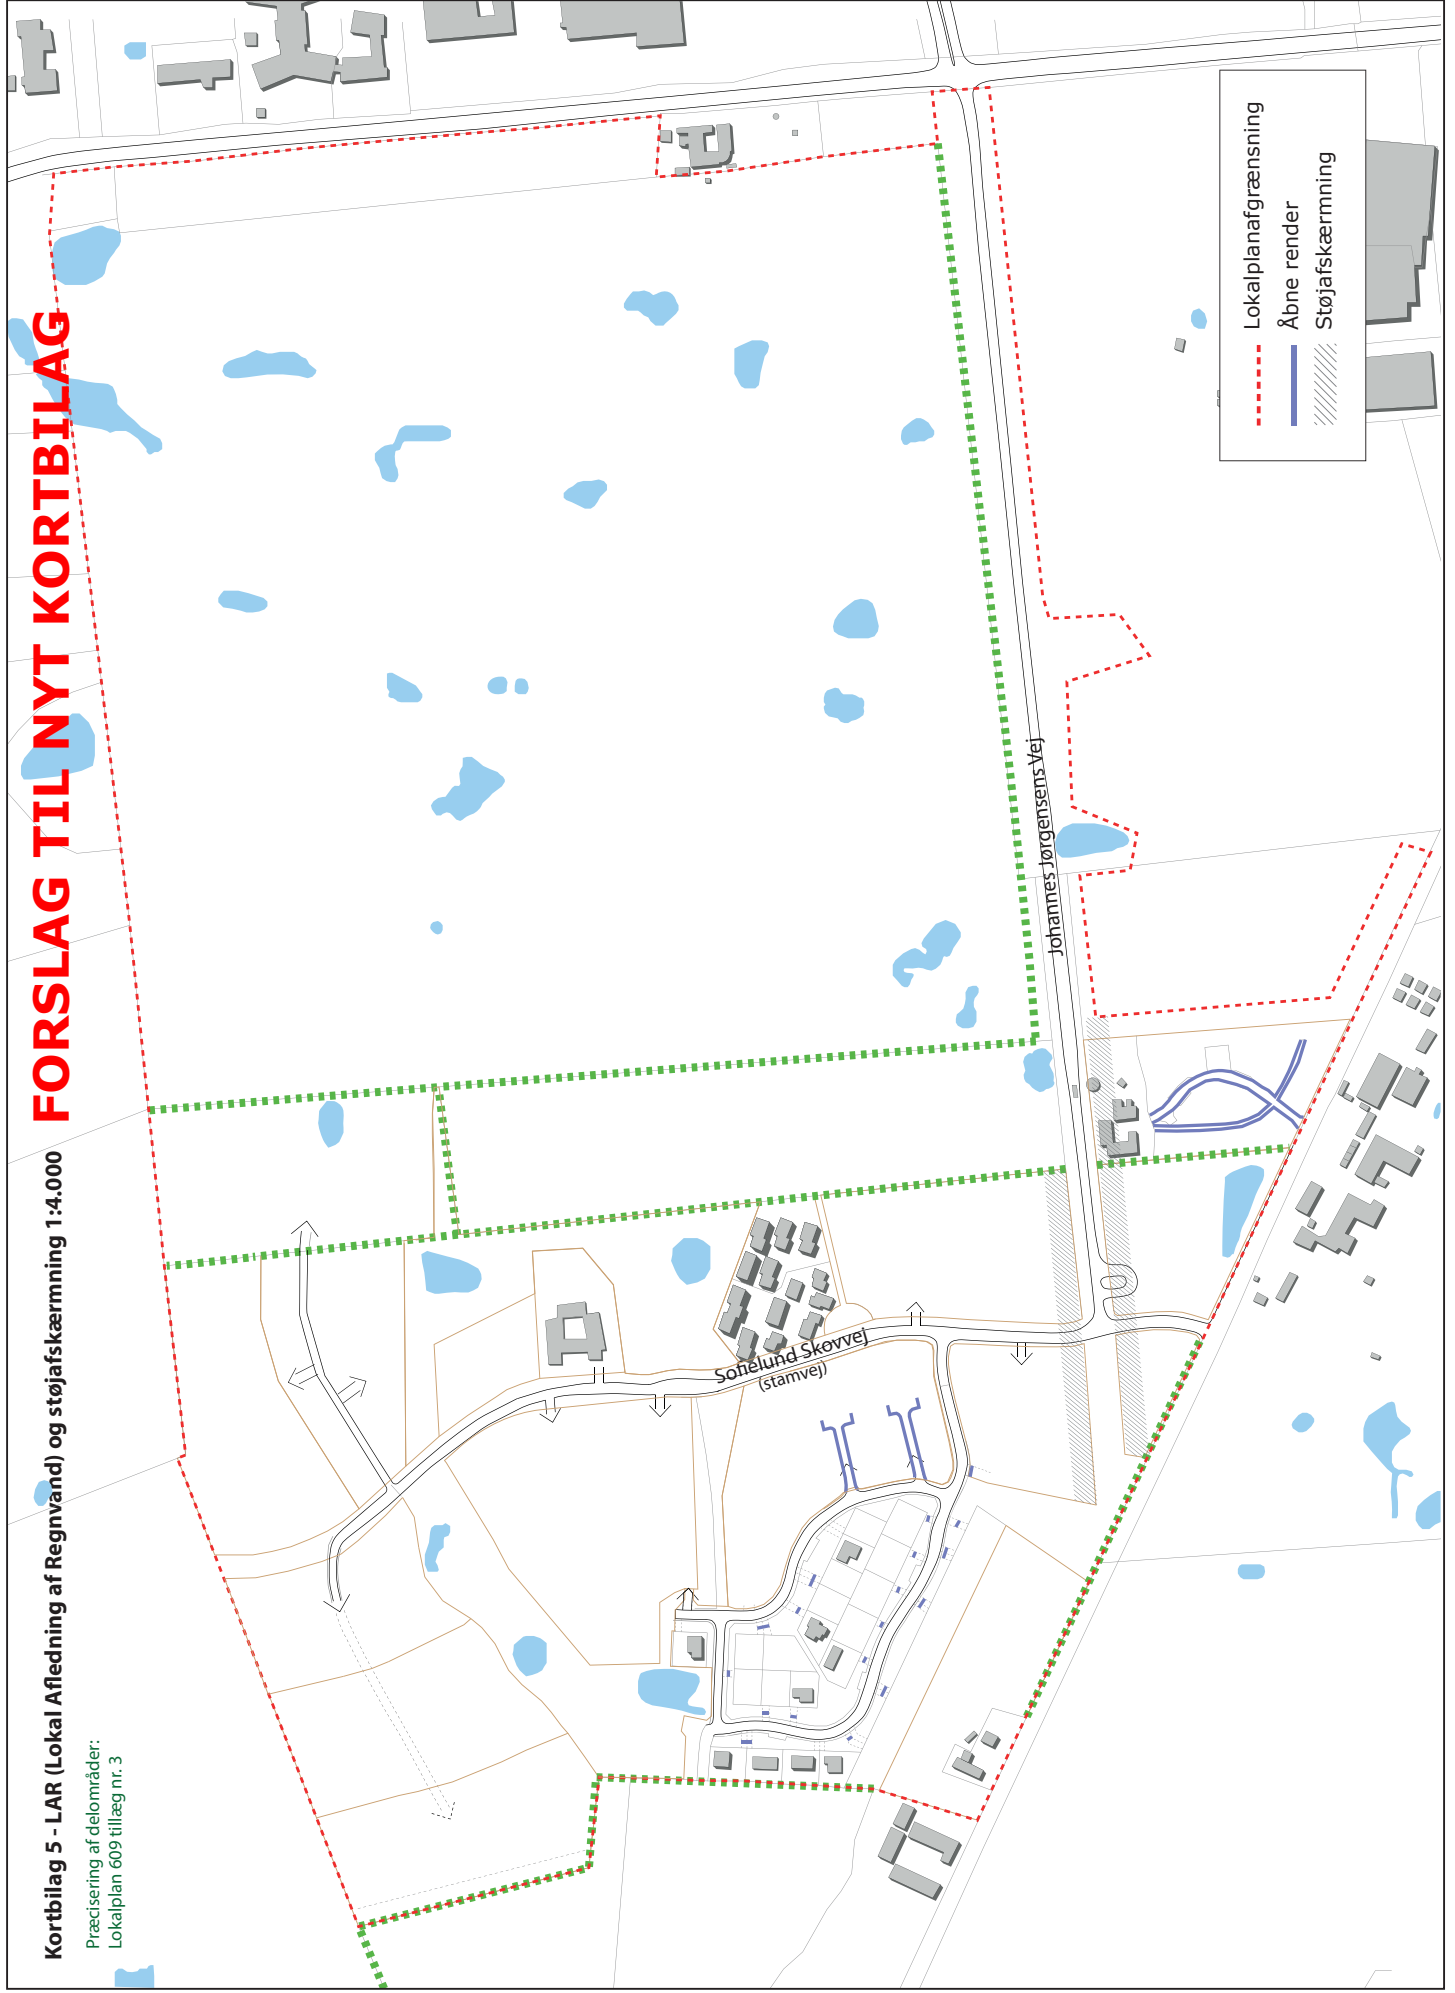 FORSLAG TIL NYT KORTBILAG
Kortbilag 5 - LAR (Lokal Afledning af Regnvand) og støjafskærmning 1:4.000
Præcisering af delområder:
Lokalplan 609 tillæg nr. 3
Johannes Jørgensens Vej
Sofielund Skovvej
(stamvej)
Lokalplanafgrænsning
Åbne render
Støjafskærmning